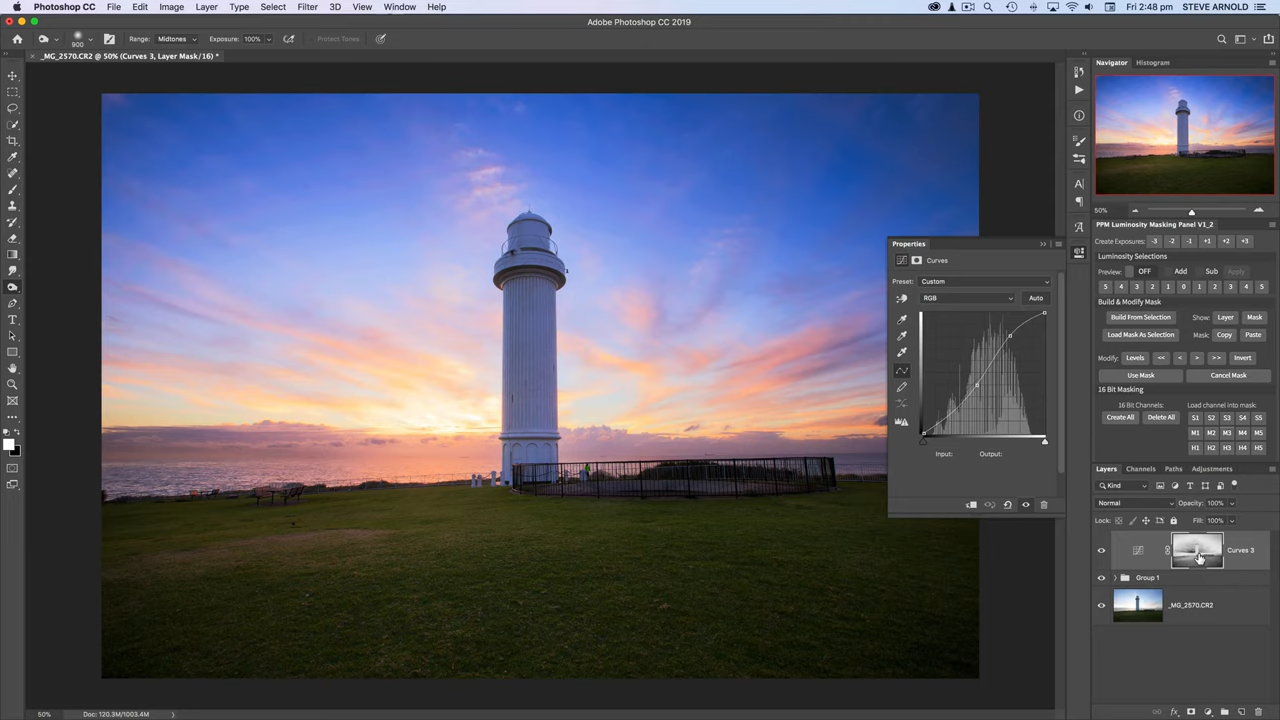 Photoshop CC File Edit Image Layer Type Select Filter 3D View Window Help Fri 2:48 pm STEVE ARNOLD
Adobe Photoshop CC 2019
900 Range: Midtones Exposure: 100% Protect Tones
_MG_2570.CR2 @ 50% (Curves 3, Layer Mask/16) *
Navigator Histogram
50%
PPM Luminosity Masking Panel V1_2
Create Exposures: -3 -2 -1 +1 +2 +3
Luminosity Selections
Preview: OFF Add Sub Apply
5 4 3 2 1 0 1 2 3 4 5
Build & Modify Mask
Build From Selection Show: Layer Mask
Load Mask As Selection Mask: Copy Paste
Modify: Levels << < > >> Invert
Use Mask Cancel Mask
16 Bit Masking
16 Bit Channels: Load channel into mask:
Create All Delete All S1 S2 S3 S4 S5
M1 M2 M3 M4 M5
H1 H2 H3 H4 H5
Properties
Curves
Preset: Custom
RGB Auto
Input: Output:
Layers Channels Paths Adjustments
Kind
Normal Opacity: 100%
Lock: Fill: 100%
Curves 3
Group 1
_MG_2570.CR2
50% Doc: 120.3M/1003.4M
fx